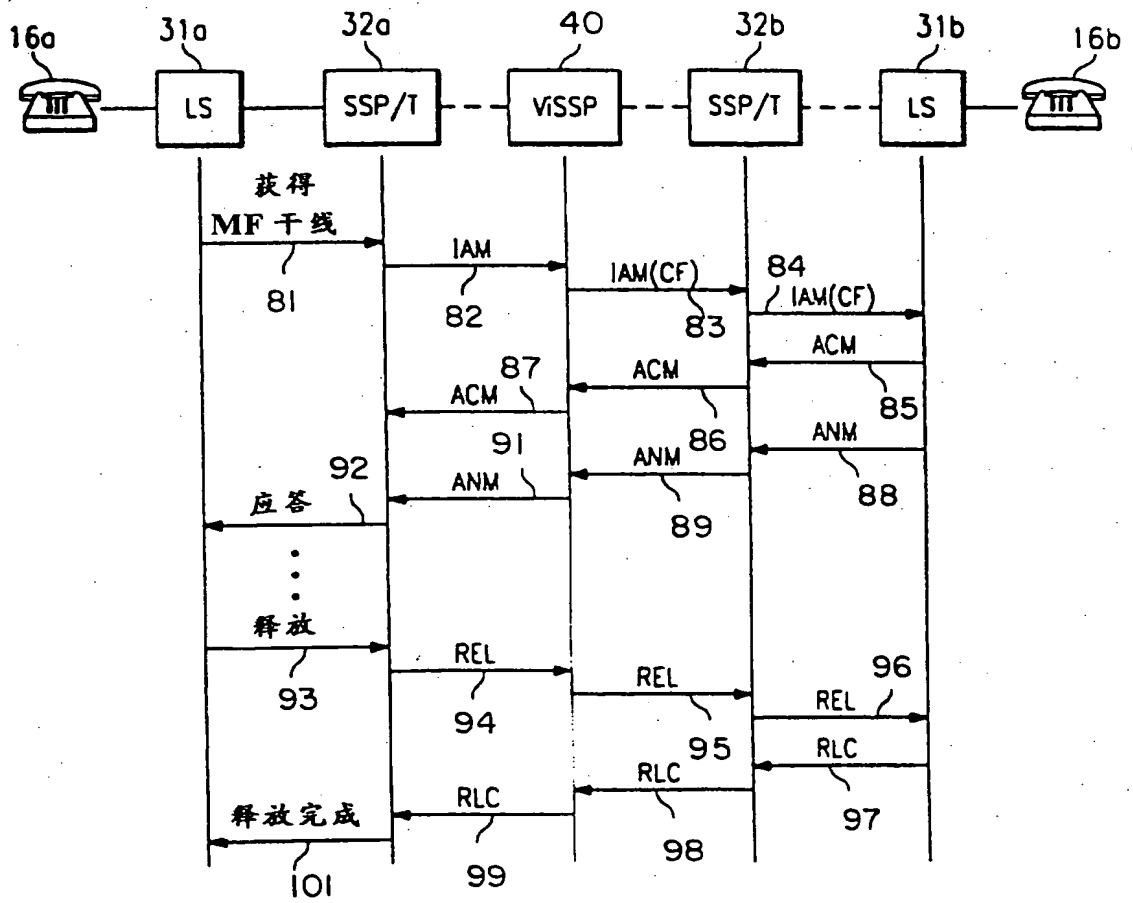 16a
31a
32a
40
32b
31b
16b
LS
SSP/T
ViSSP
SSP/T
LS
获得
MF 干线
81
IAM
82
IAM(CF)
83
84
IAM(CF)
ACM
85
ACM
86
87
ACM
ANM
88
ANM
89
91
ANM
92
应答
释放
93
REL
94
REL
95
96
REL
RLC
97
RLC
98
RLC
99
释放完成
101